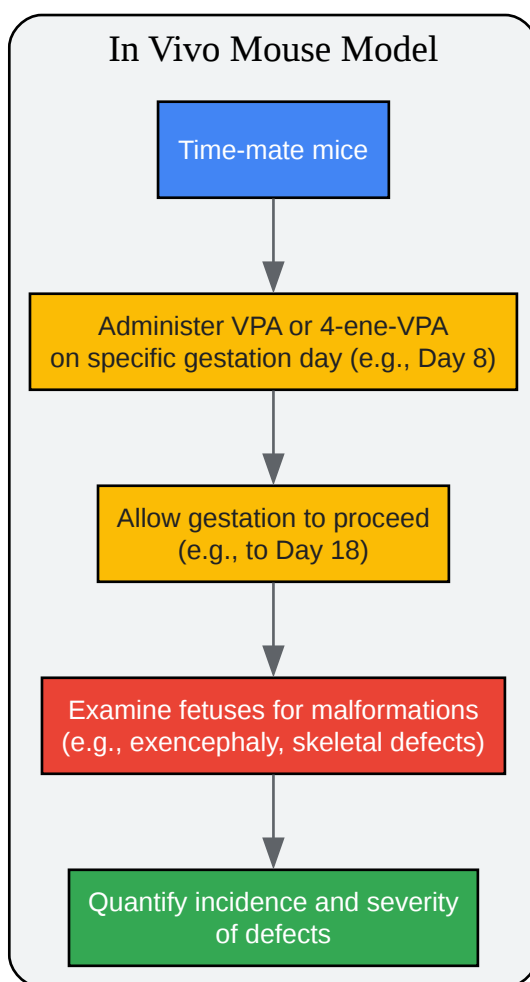 In Vivo Mouse Model
Time-mate mice
Administer VPA or 4-ene-VPA
on specific gestation day (e.g., Day 8)
Allow gestation to proceed
(e.g., to Day 18)
Examine fetuses for malformations
(e.g., exencephaly, skeletal defects)
Quantify incidence and severity
of defects